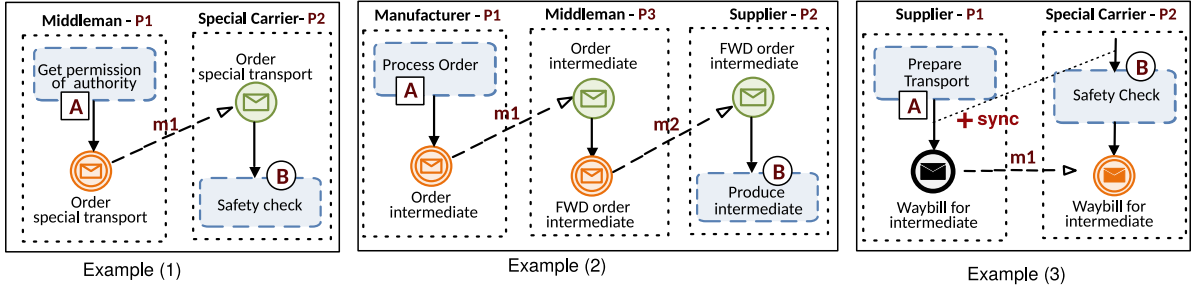 Middleman - P1
Special Carrier- P2
Get permission
of authority
A
Order
special transport
m1
Order
special transport
B
Safety check
Example (1)
Manufacturer - P1
Middleman - P3
Supplier - P2
Process Order
A
Order
intermediate
FWD order
intermediate
m1
m2
Order
intermediate
FWD order
intermediate
B
Produce
intermediate
Example (2)
Supplier - P1
Special Carrier - P2
Prepare
Transport
A
B
Safety Check
+ sync
m1
Waybill for
intermediate
Waybill for
intermediate
Example (3)